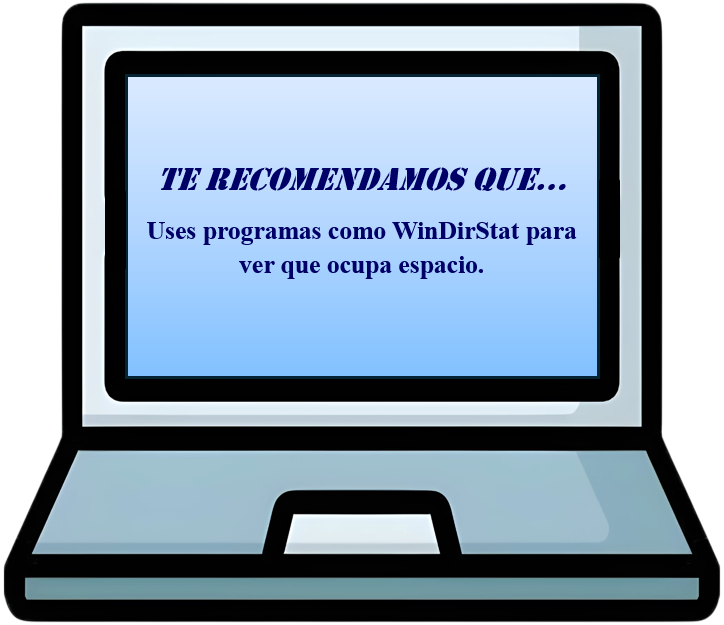 TE RECOMENDAMOS QUE...
Uses programas como WinDirStat para
ver que ocupa espacio.